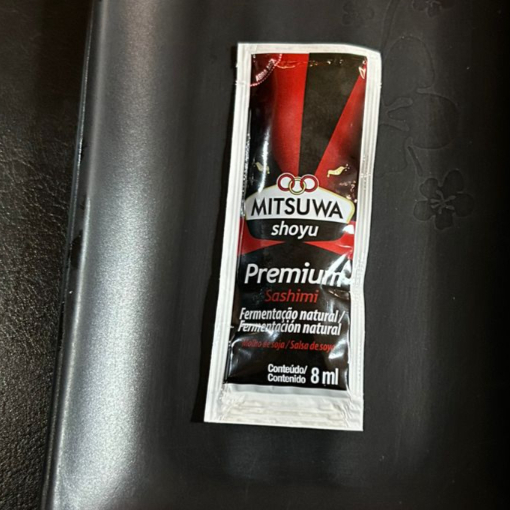 MITSUWA
shoyu
Premium
Sashimi
Fermentação natural/
Fermentación natural
Molho de soja / Salsa de soya
Conteúdo/
Contenido 8 ml